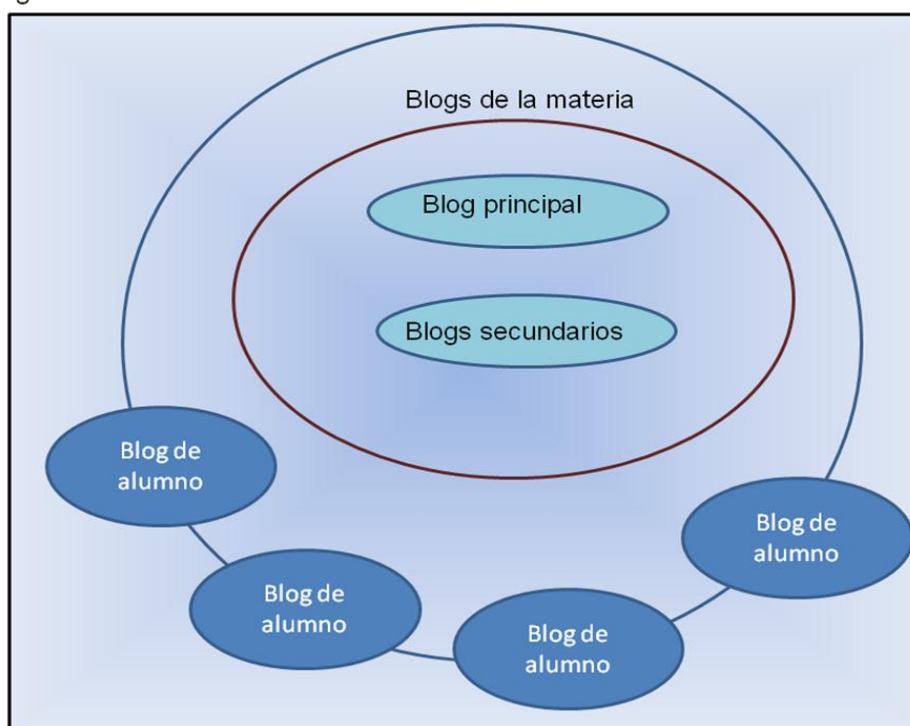 Blogs de la materia
Blog principal
Blogs secundarios
Blog de
alumno
Blog de
alumno
Blog de
alumno
Blog de
alumno